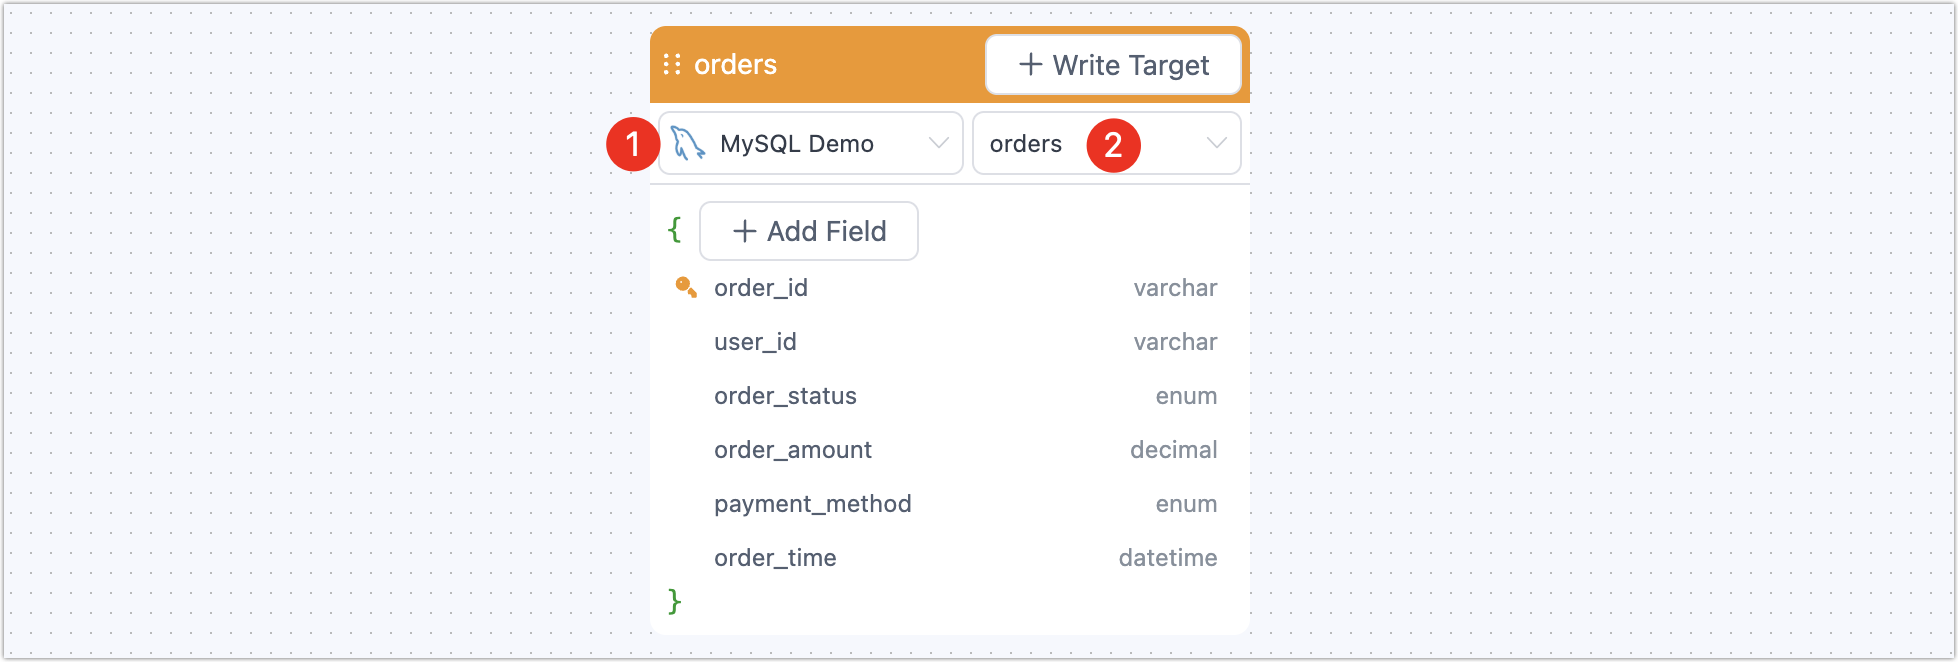 orders + Write Target
1 MySQL Demo orders 2
{ + Add Field
order_id varchar
user_id varchar
order_status enum
order_amount decimal
payment_method enum
order_time datetime
}